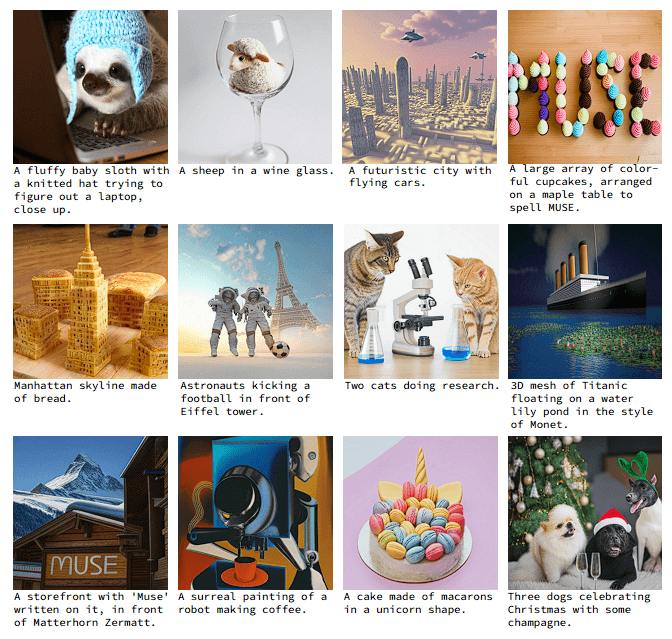 MUSE
A fluffy baby sloth with
a knitted hat trying to
figure out a laptop,
close up.
A sheep in a wine glass.
A futuristic city with
flying cars.
A large array of color-
ful cupcakes, arranged
on a maple table to
spell MUSE.
Manhattan skyline made
of bread.
Astronauts kicking a
football in front of
Eiffel tower.
Two cats doing research.
3D mesh of Titanic
floating on a water
lily pond in the style
of Monet.
MUSE
A storefront with 'Muse'
written on it, in front
of Matterhorn Zermatt.
A surreal painting of a
robot making coffee.
A cake made of macarons
in a unicorn shape.
Three dogs celebrating
Christmas with some
champagne.